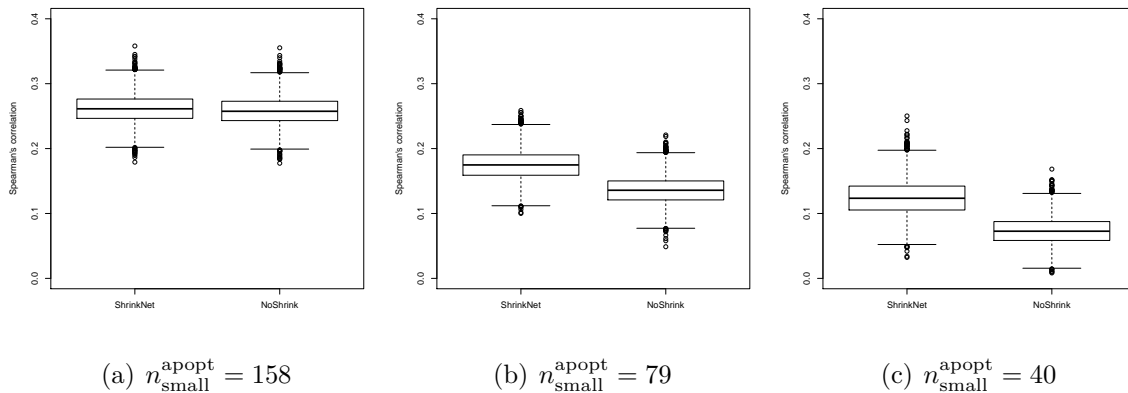 0.4
0.3
0.2
0.1
0.0
Spearman's correlation
ShrinkNet NoShrink
(a) n_small^apopt = 158
0.4
0.3
0.2
0.1
0.0
Spearman's correlation
ShrinkNet NoShrink
(b) n_small^apopt = 79
0.4
0.3
0.2
0.1
0.0
Spearman's correlation
ShrinkNet NoShrink
(c) n_small^apopt = 40